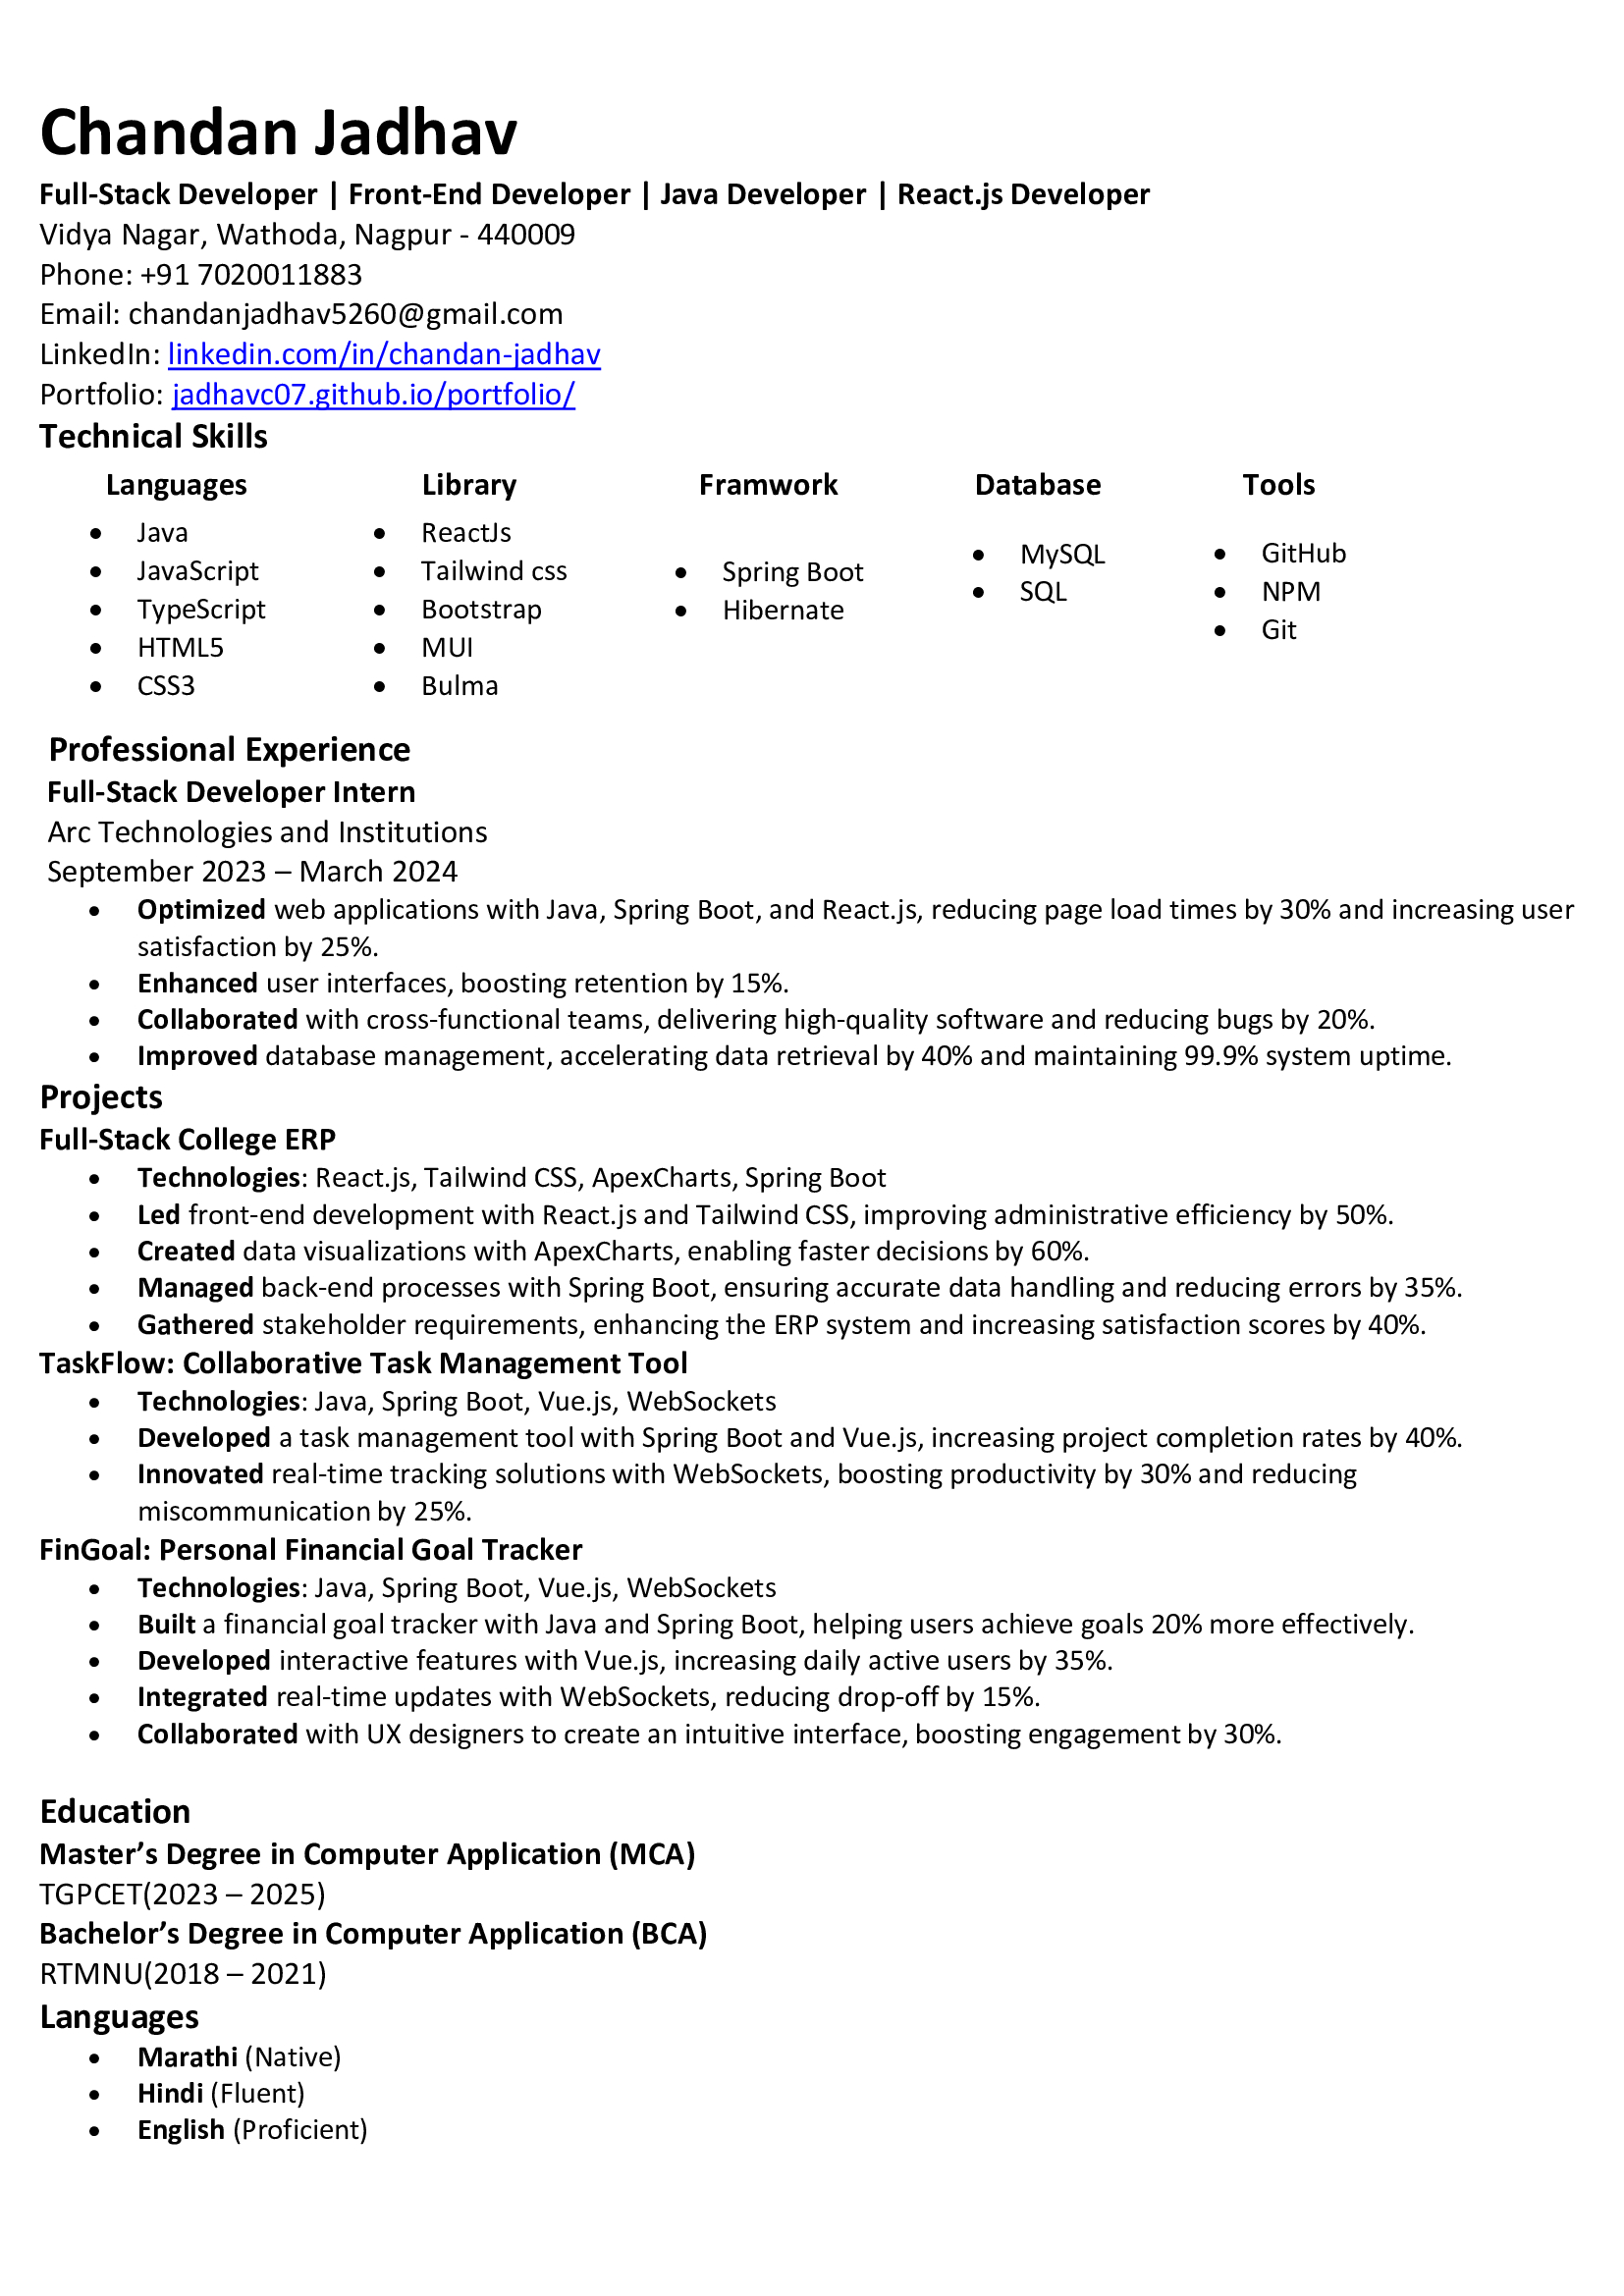 Chandan Jadhav
Full-Stack Developer | Front-End Developer | Java Developer | React.js Developer
Vidya Nagar, Wathoda, Nagpur - 440009
Phone: +91 7020011883
Email: chandanjadhav5260@gmail.com
LinkedIn: linkedin.com/in/chandan-jadhav
Portfolio: jadhavc07.github.io/portfolio/
Technical Skills
Languages
• Java
• JavaScript
• TypeScript
• HTML5
• CSS3
Library
• ReactJs
• Tailwind css
• Bootstrap
• MUI
• Bulma
Framwork
• Spring Boot
• Hibernate
Database
• MySQL
• SQL
Tools
• GitHub
• NPM
• Git
Professional Experience
Full-Stack Developer Intern
Arc Technologies and Institutions
September 2023 – March 2024
• Optimized web applications with Java, Spring Boot, and React.js, reducing page load times by 30% and increasing user
satisfaction by 25%.
• Enhanced user interfaces, boosting retention by 15%.
• Collaborated with cross-functional teams, delivering high-quality software and reducing bugs by 20%.
• Improved database management, accelerating data retrieval by 40% and maintaining 99.9% system uptime.
Projects
Full-Stack College ERP
• Technologies: React.js, Tailwind CSS, ApexCharts, Spring Boot
• Led front-end development with React.js and Tailwind CSS, improving administrative efficiency by 50%.
• Created data visualizations with ApexCharts, enabling faster decisions by 60%.
• Managed back-end processes with Spring Boot, ensuring accurate data handling and reducing errors by 35%.
• Gathered stakeholder requirements, enhancing the ERP system and increasing satisfaction scores by 40%.
TaskFlow: Collaborative Task Management Tool
• Technologies: Java, Spring Boot, Vue.js, WebSockets
• Developed a task management tool with Spring Boot and Vue.js, increasing project completion rates by 40%.
• Innovated real-time tracking solutions with WebSockets, boosting productivity by 30% and reducing
miscommunication by 25%.
FinGoal: Personal Financial Goal Tracker
• Technologies: Java, Spring Boot, Vue.js, WebSockets
• Built a financial goal tracker with Java and Spring Boot, helping users achieve goals 20% more effectively.
• Developed interactive features with Vue.js, increasing daily active users by 35%.
• Integrated real-time updates with WebSockets, reducing drop-off by 15%.
• Collaborated with UX designers to create an intuitive interface, boosting engagement by 30%.
Education
Master’s Degree in Computer Application (MCA)
TGPCET(2023 – 2025)
Bachelor’s Degree in Computer Application (BCA)
RTMNU(2018 – 2021)
Languages
• Marathi (Native)
• Hindi (Fluent)
• English (Proficient)